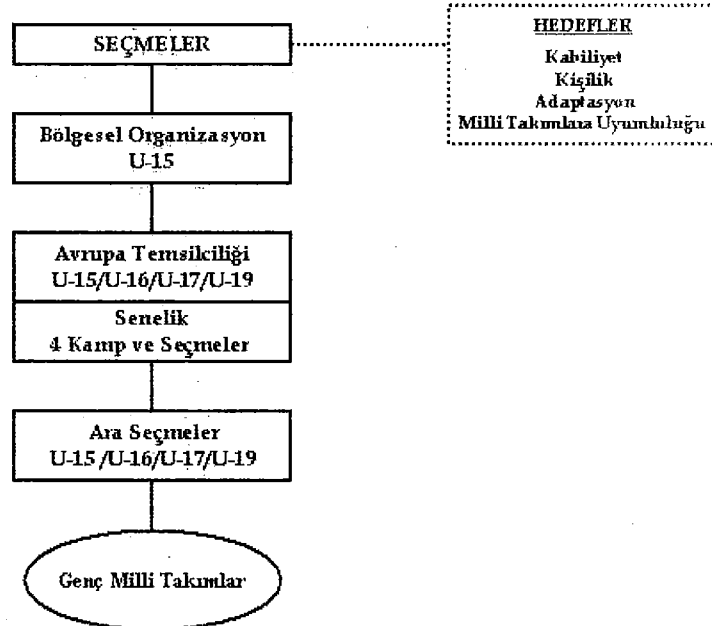 SEÇMELER
HEDEFLER
Kabiliyet
Kişilik
Adaptasyon
Milli Takımlara Uyumluluğu
Bölgesel Organizasyon
U-15
Avrupa Temsilciliği
U-15/U-16/U-17/U-19
Senelik
4 Kamp ve Seçmeler
Ara Seçmeler
U-15 /U-16/U-17/U-19
Genç Milli Takımlar